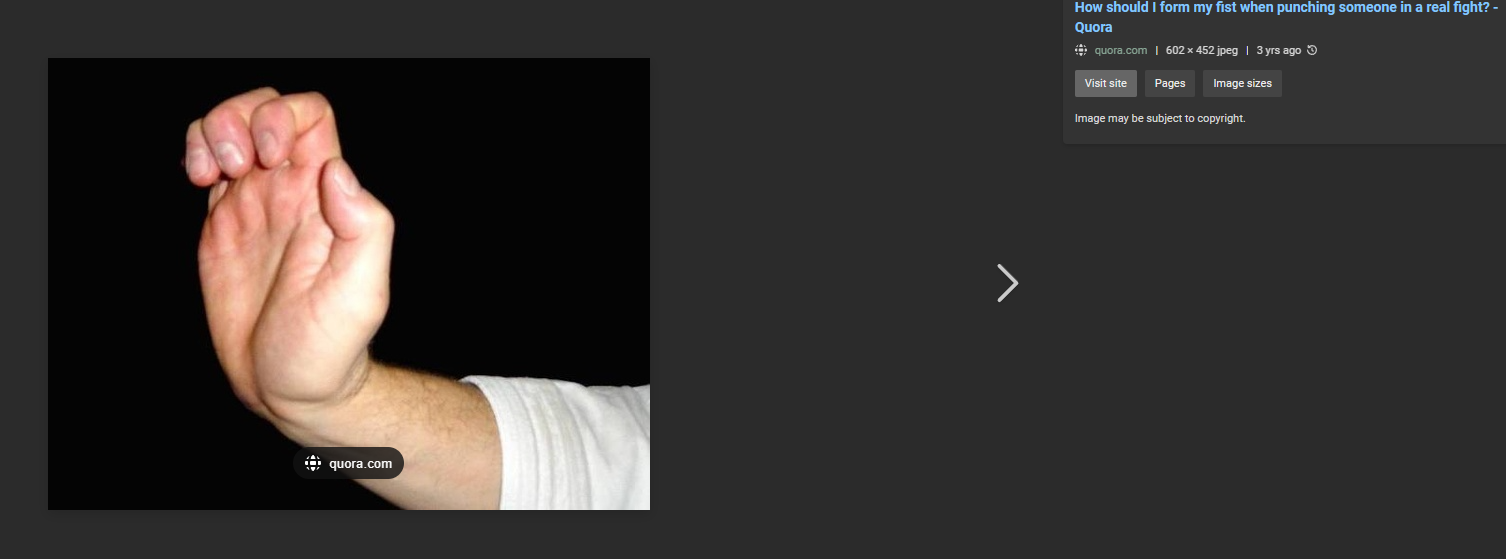 How should I form my fist when punching someone in a real fight? -
Quora
quora.com | 602 × 452 jpeg | 3 yrs ago
Visit site Pages Image sizes
Image may be subject to copyright.
quora.com